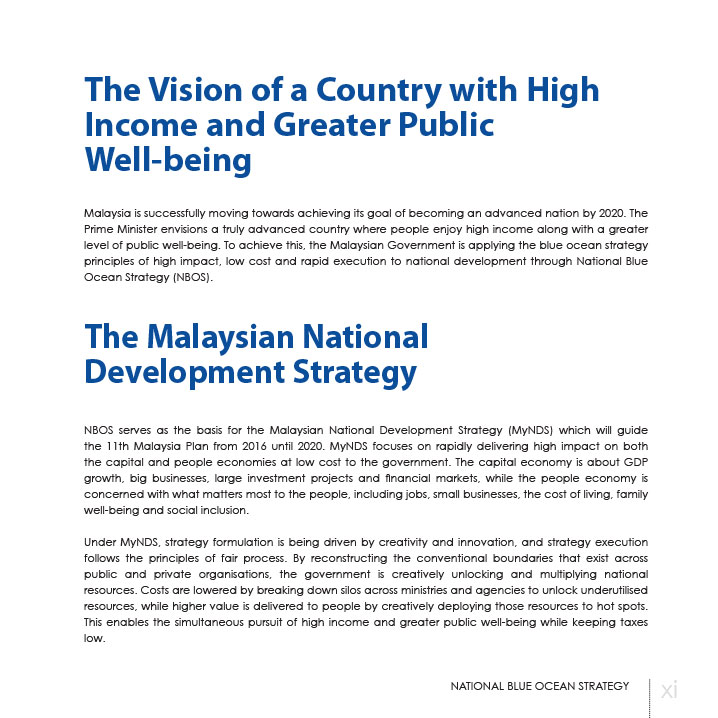 The Vision of a Country with High
Income and Greater Public
Well-being
Malaysia is successfully moving towards achieving its goal of becoming an advanced nation by 2020. The
Prime Minister envisions a truly advanced country where people enjoy high income along with a greater
level of public well-being. To achieve this, the Malaysian Government is applying the blue ocean strategy
principles of high impact, low cost and rapid execution to national development through National Blue
Ocean Strategy (NBOS).
The Malaysian National
Development Strategy
NBOS serves as the basis for the Malaysian National Development Strategy (MyNDS) which will guide
the 11th Malaysia Plan from 2016 until 2020. MyNDS focuses on rapidly delivering high impact on both
the capital and people economies at low cost to the government. The capital economy is about GDP
growth, big businesses, large investment projects and financial markets, while the people economy is
concerned with what matters most to the people, including jobs, small businesses, the cost of living, family
well-being and social inclusion.
Under MyNDS, strategy formulation is being driven by creativity and innovation, and strategy execution
follows the principles of fair process. By reconstructing the conventional boundaries that exist across
public and private organisations, the government is creatively unlocking and multiplying national
resources. Costs are lowered by breaking down silos across ministries and agencies to unlock underutilised
resources, while higher value is delivered to people by creatively deploying those resources to hot spots.
This enables the simultaneous pursuit of high income and greater public well-being while keeping taxes
low.
NATIONAL BLUE OCEAN STRATEGY xi